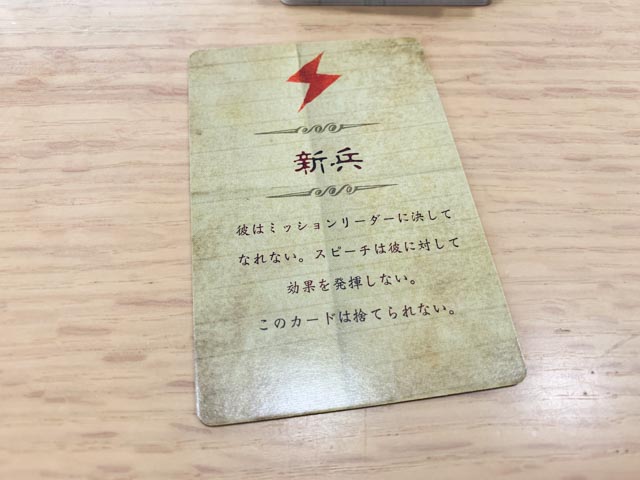 新兵
彼はミッションリーダーに決して
なれない。スピーチは彼に対して
効果を発揮しない。
このカードは捨てられない。